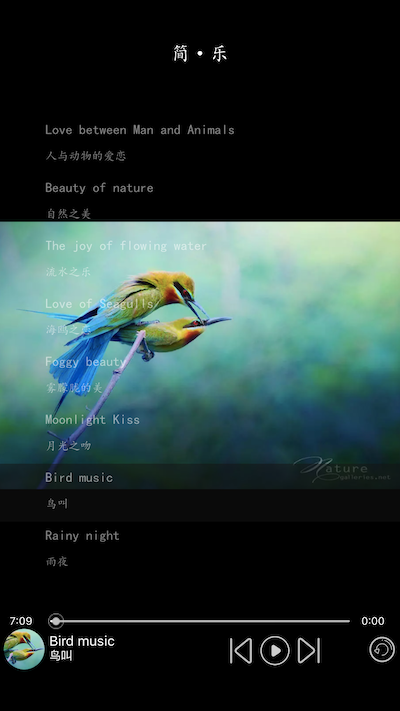 简·乐
Love between Man and Animals
人与动物的爱恋
Beauty of nature
自然之美
The joy of flowing water
流水之乐
Love of Seagulls
海鸥之恋
Foggy beauty
雾朦胧的美
Moonlight Kiss
月光之吻
Nature
galleries.net
Bird music
鸟叫
Rainy night
雨夜
7:09
0:00
Bird music
鸟叫